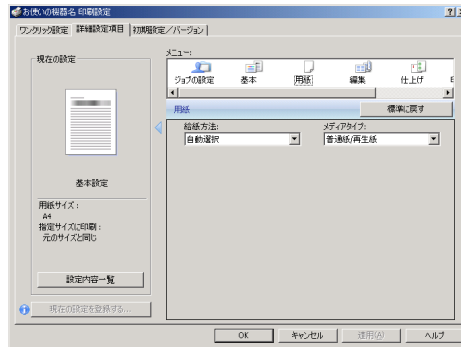 お使いの機器名 印刷設定
ワンクリック設定 詳細設定項目 初期設定/バージョン
現在の設定
基本設定
用紙サイズ：
A4
指定サイズに印刷：
元のサイズと同じ
設定内容一覧
現在の設定を登録する...
メニュー:
ジョブの設定 基本 用紙 編集 仕上げ
用紙 標準に戻す
給紙方法: メディアタイプ:
自動選択 普通紙/再生紙
OK キャンセル 適用(A) ヘルプ